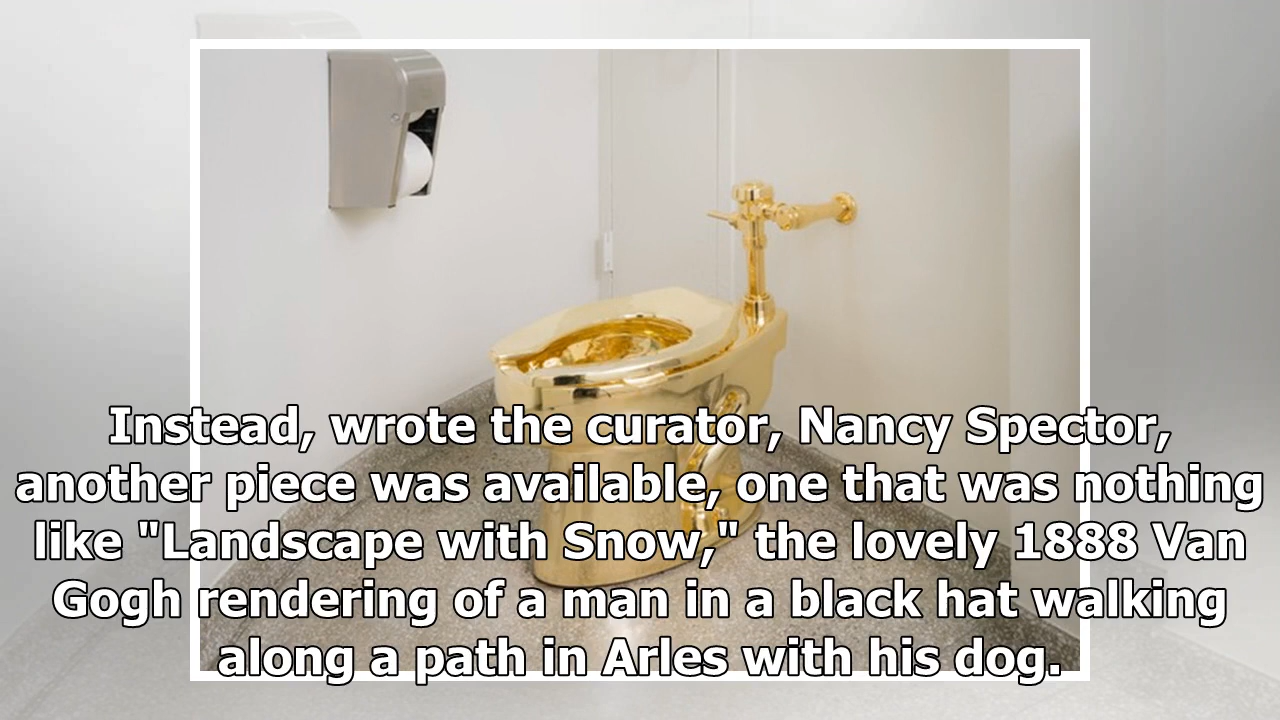 Instead, wrote the curator, Nancy Spector,
another piece was available, one that was nothing
like "Landscape with Snow," the lovely 1888 Van
Gogh rendering of a man in a black hat walking
along a path in Arles with his dog.